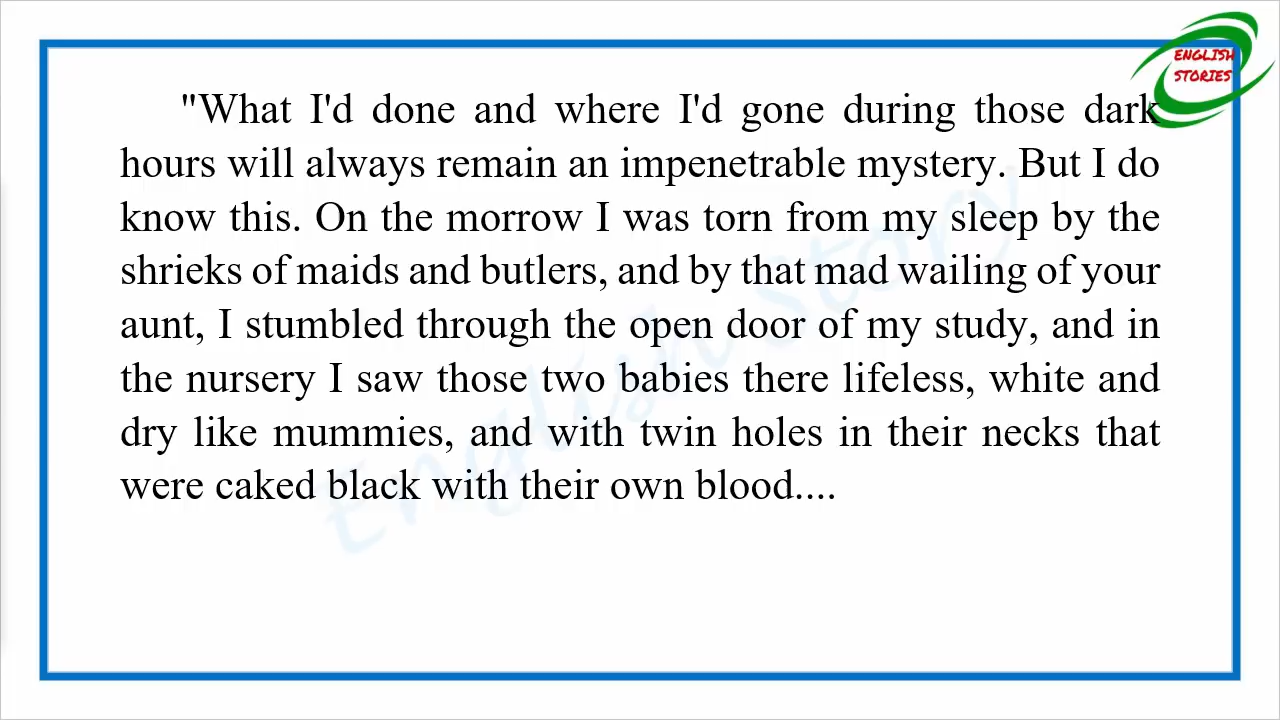 ENGLISH
STORIES
"What I'd done and where I'd gone during those dark
hours will always remain an impenetrable mystery. But I do
know this. On the morrow I was torn from my sleep by the
shrieks of maids and butlers, and by that mad wailing of your
aunt, I stumbled through the open door of my study, and in
the nursery I saw those two babies there lifeless, white and
dry like mummies, and with twin holes in their necks that
were caked black with their own blood....
English Story